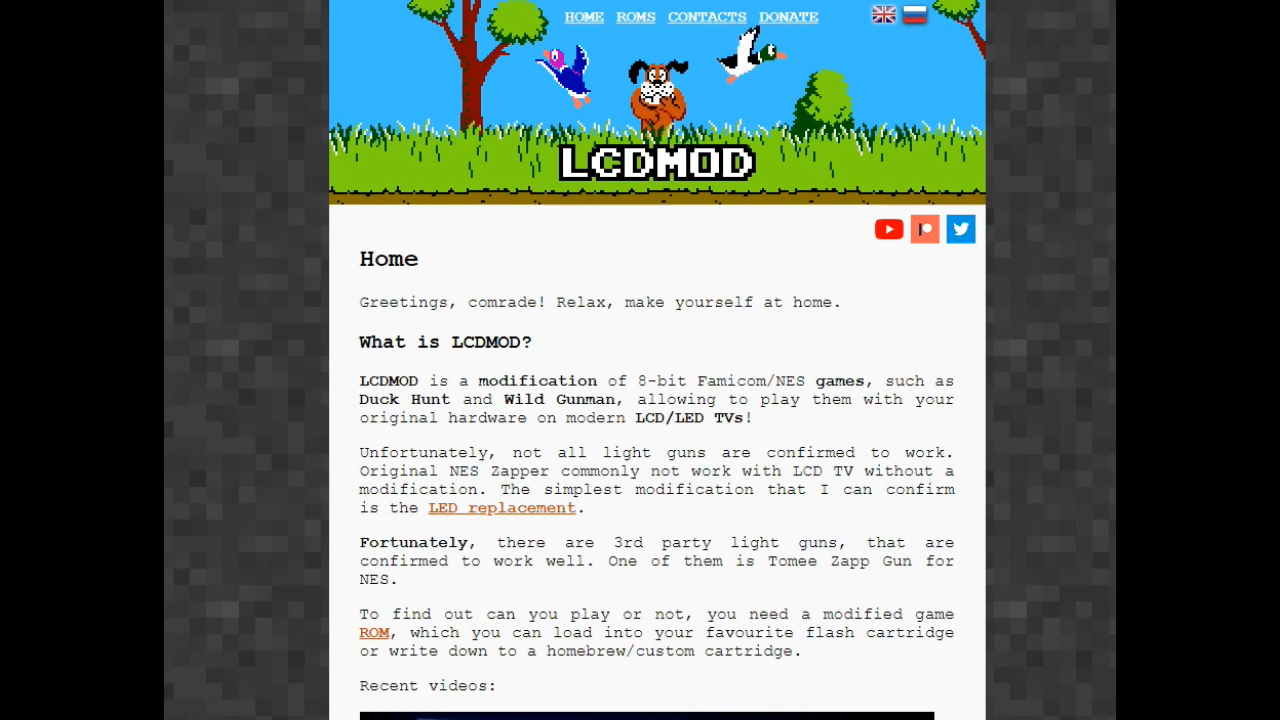 HOME ROMS CONTACTS DONATE
LCDMOD
Home
Greetings, comrade! Relax, make yourself at home.
What is LCDMOD?
LCDMOD is a modification of 8-bit Famicom/NES games, such as
Duck Hunt and Wild Gunman, allowing to play them with your
original hardware on modern LCD/LED TVs!
Unfortunately, not all light guns are confirmed to work.
Original NES Zapper commonly not work with LCD TV without a
modification. The simplest modification that I can confirm
is the LED replacement.
Fortunately, there are 3rd party light guns, that are
confirmed to work well. One of them is Tomee Zapp Gun for
NES.
To find out can you play or not, you need a modified game
ROM, which you can load into your favourite flash cartridge
or write down to a homebrew/custom cartridge.
Recent videos: